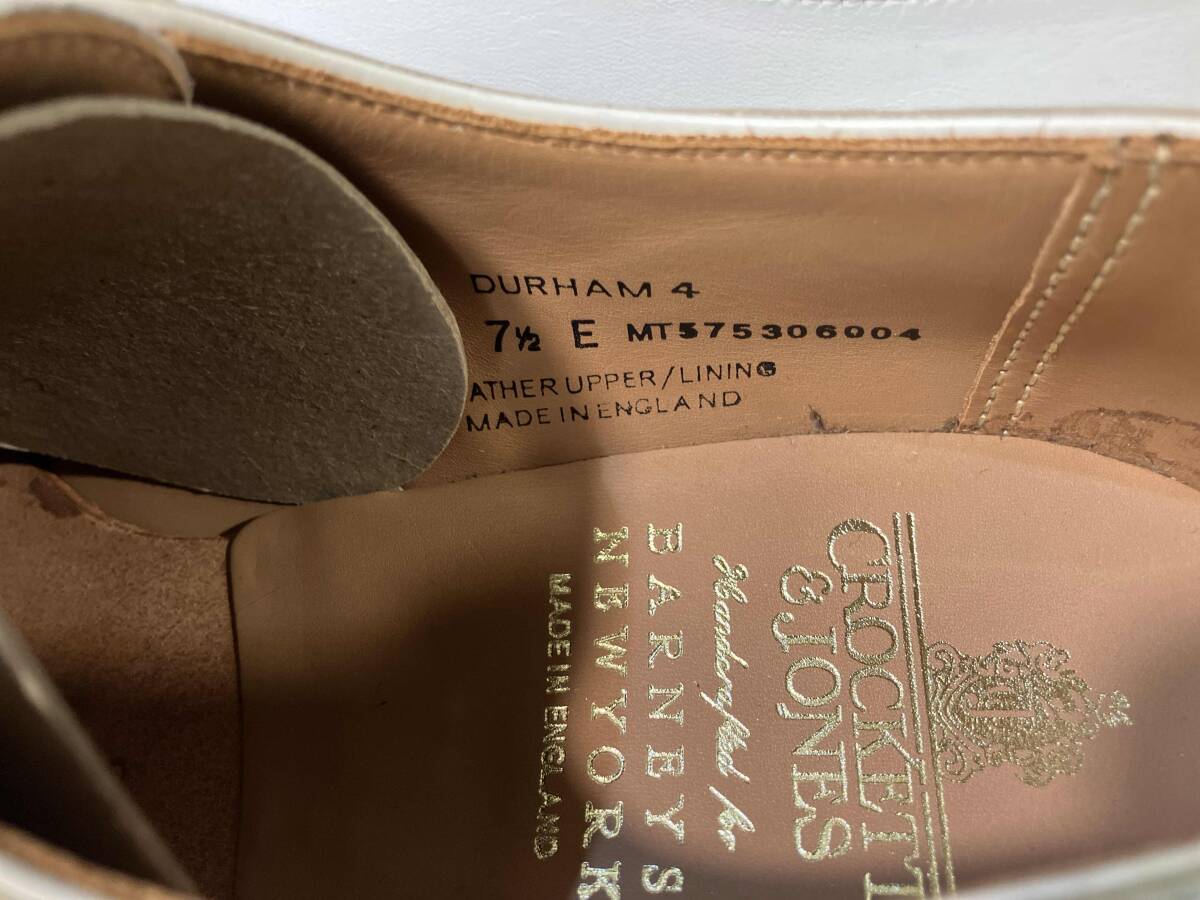 DURHAM 4
7½ E MT575306004
ATHER UPPER/LINING
MADE IN ENGLAND
CROCKETT
& JONES
Handcrafted for
BARNEYS
NEW YORK
MADE IN ENGLAND